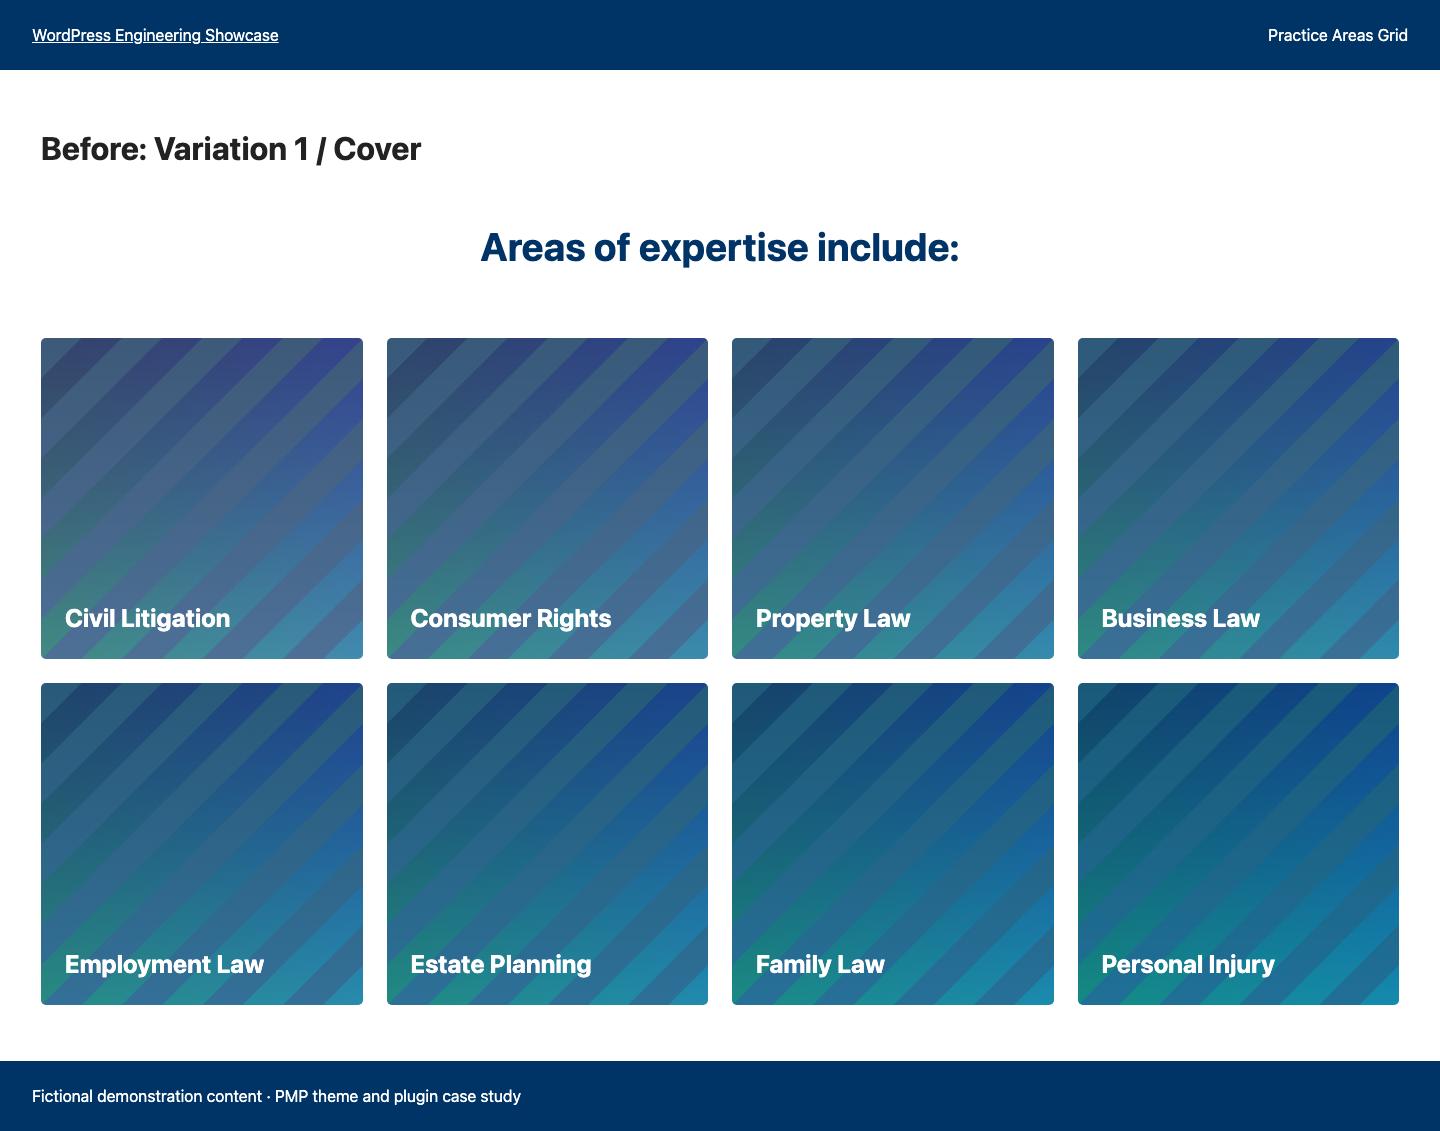 WordPress Engineering Showcase
Practice Areas Grid
Before: Variation 1 / Cover
Areas of expertise include:
Civil Litigation
Consumer Rights
Property Law
Business Law
Employment Law
Estate Planning
Family Law
Personal Injury
Fictional demonstration content · PMP theme and plugin case study